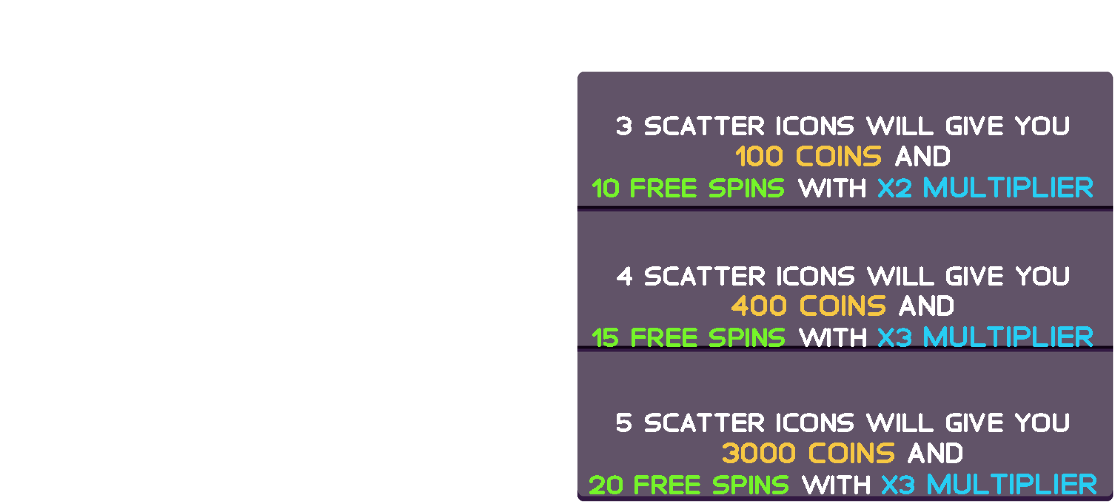 3 SCATTER ICONS WILL GIVE YOU
100 COINS AND
10 FREE SPINS WITH X2 MULTIPLIER
4 SCATTER ICONS WILL GIVE YOU
400 COINS AND
15 FREE SPINS WITH X3 MULTIPLIER
5 SCATTER ICONS WILL GIVE YOU
3000 COINS AND
20 FREE SPINS WITH X3 MULTIPLIER